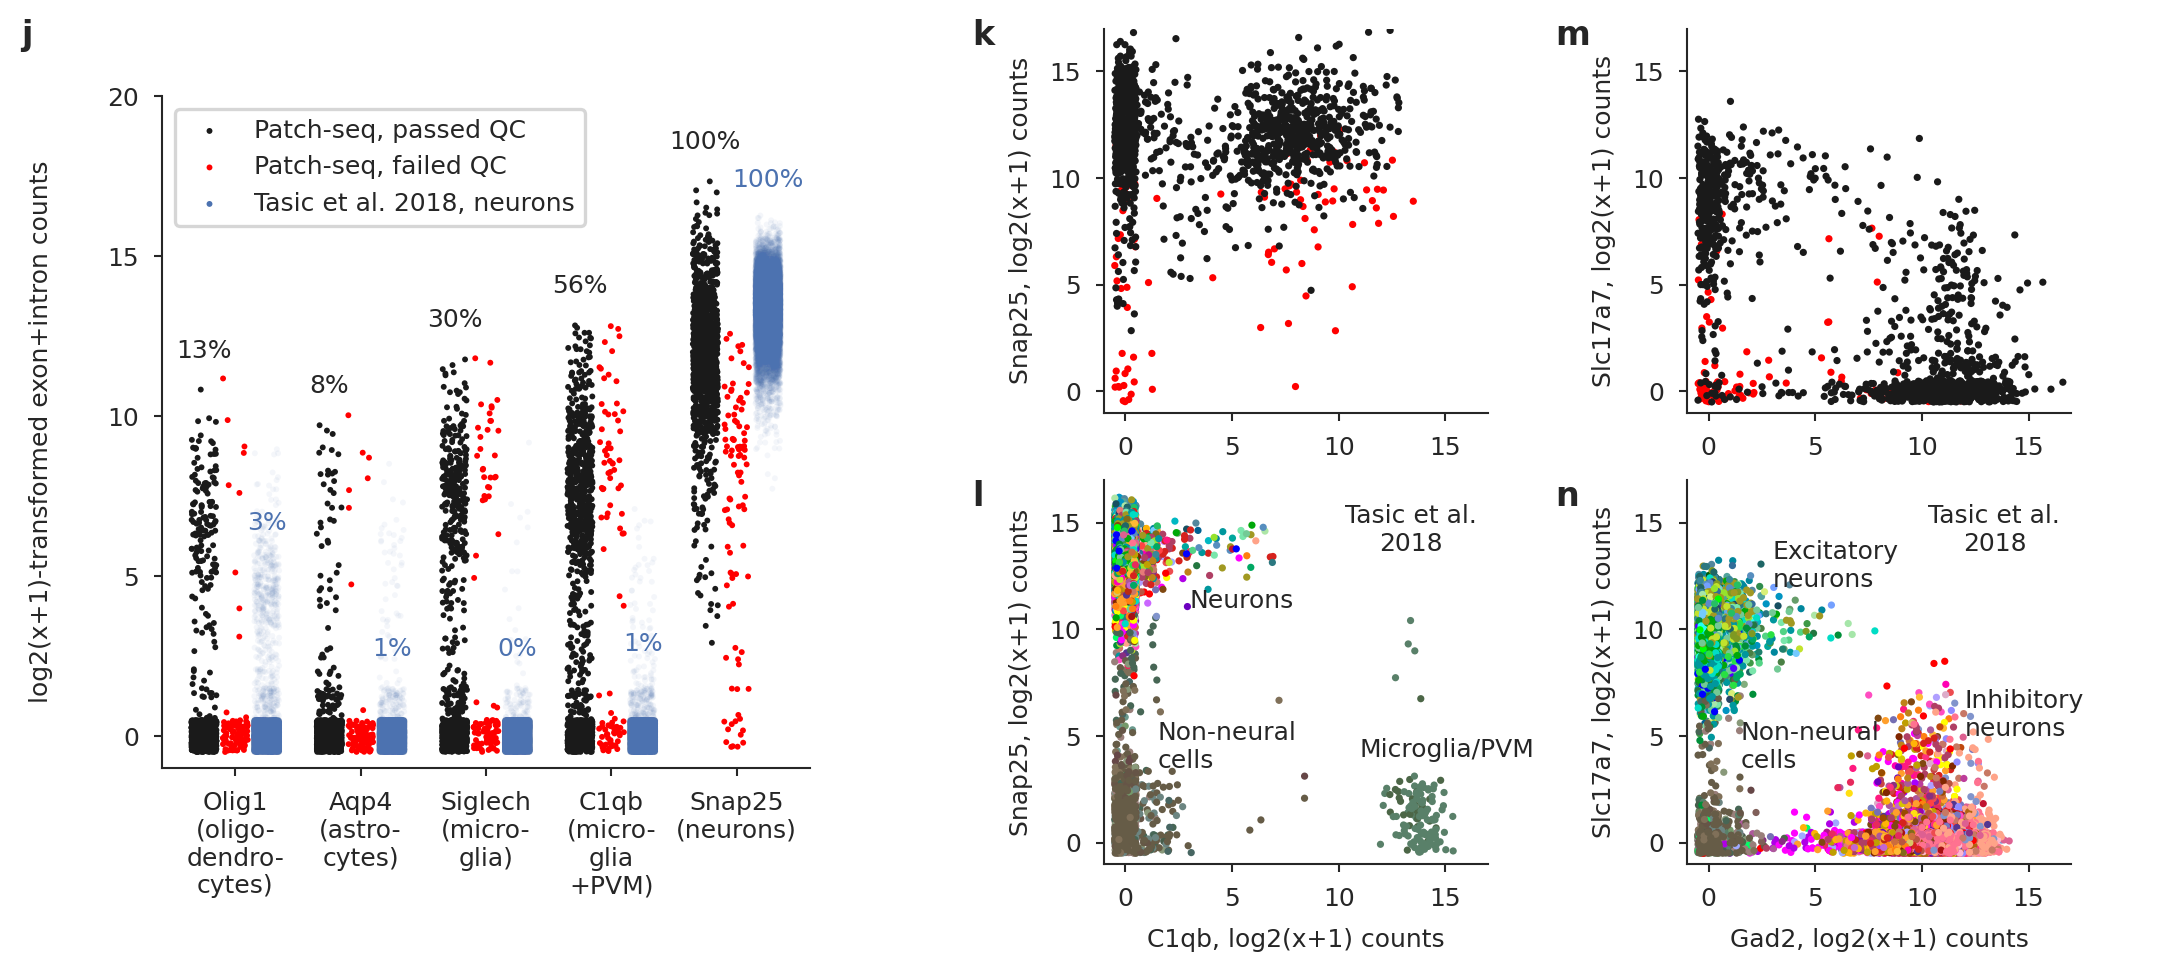 j
log2(x+1)-transformed exon+intron counts
20
15
10
5
0
Patch-seq, passed QC
Patch-seq, failed QC
Tasic et al. 2018, neurons
13%
3%
8%
1%
30%
0%
56%
1%
100%
100%
Olig1
(oligo-
dendro-
cytes)
Aqp4
(astro-
cytes)
Siglech
(micro-
glia)
C1qb
(micro-
glia
+PVM)
Snap25
(neurons)
k
Snap25, log2(x+1) counts
15
10
5
0
0
5
10
15
m
Slc17a7, log2(x+1) counts
15
10
5
0
0
5
10
15
l
Snap25, log2(x+1) counts
15
10
5
0
Tasic et al.
2018
Neurons
Non-neural
cells
Microglia/PVM
0
5
10
15
C1qb, log2(x+1) counts
n
Slc17a7, log2(x+1) counts
15
10
5
0
Tasic et al.
2018
Excitatory
neurons
Inhibitory
neurons
Non-neural
cells
0
5
10
15
Gad2, log2(x+1) counts